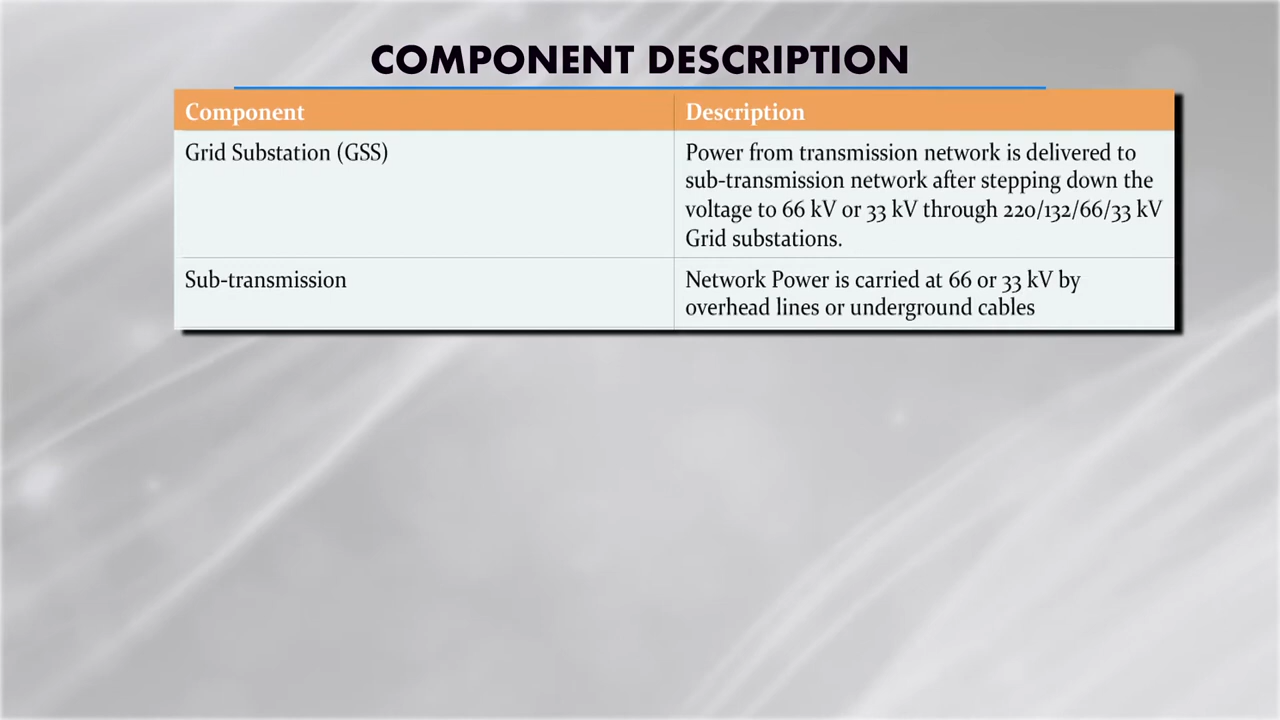 COMPONENT DESCRIPTION
Component
Description
Grid Substation (GSS)
Power from transmission network is delivered to
sub-transmission network after stepping down the
voltage to 66 kV or 33 kV through 220/132/66/33 kV
Grid substations.
Sub-transmission
Network Power is carried at 66 or 33 kV by
overhead lines or underground cables